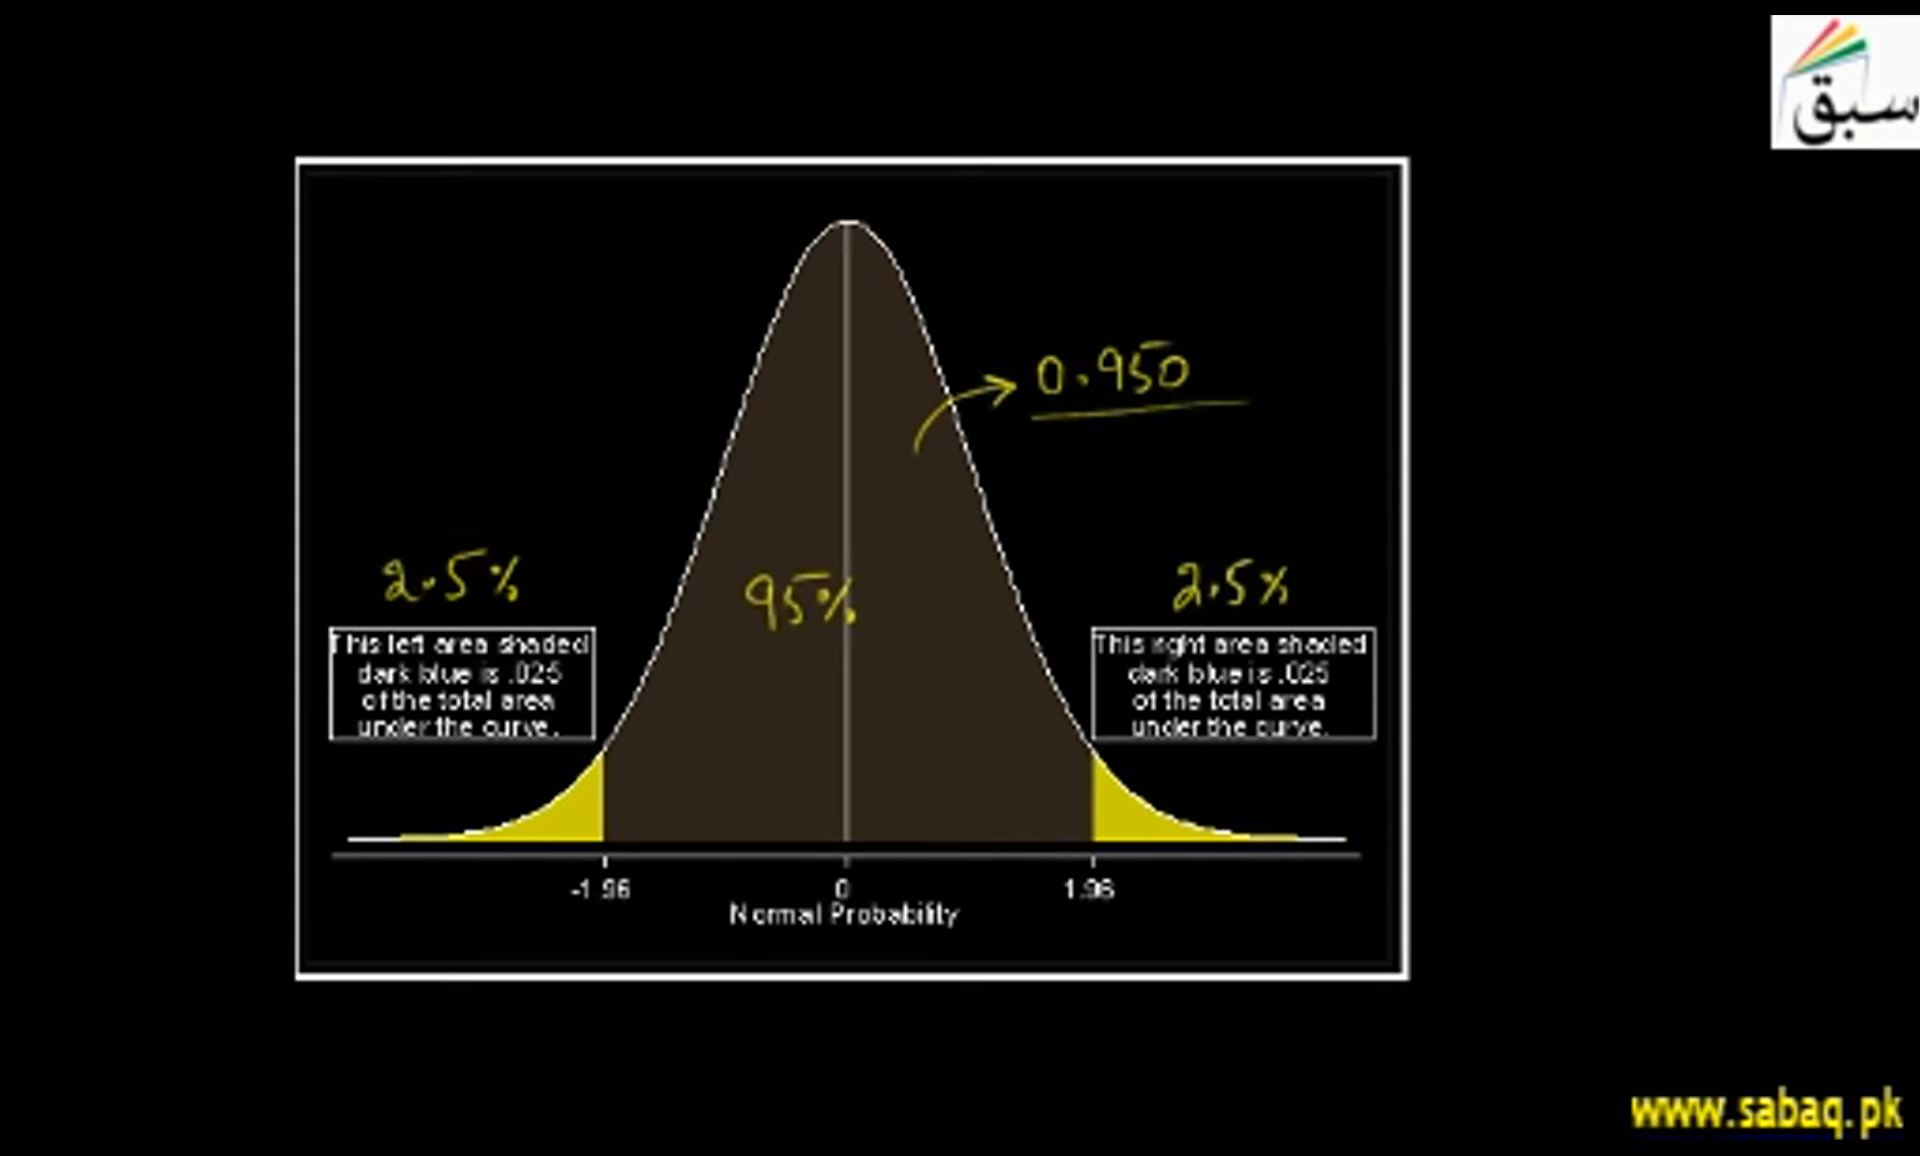 سبق
0.950
2.5%
95%
2.5%
This left area shaded
dark blue is .025
of the total area
under the curve.
This right area shaded
dark blue is .025
of the total area
under the curve.
-1.96 0 1.96
Normal Probability
www.sabaq.pk